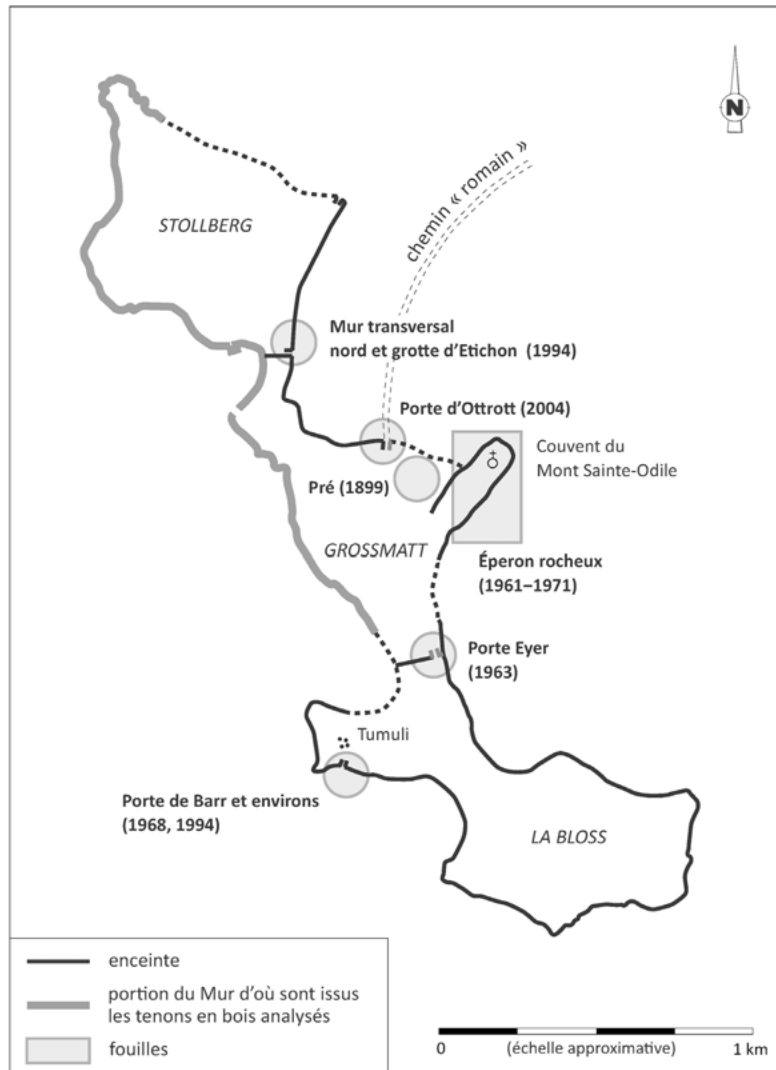 N
STOLLBERG
chemin « romain »
Mur transversal
nord et grotte d'Etichon (1994)
Porte d'Ottrott (2004)
Couvent du
Mont Sainte-Odile
Pré (1899)
GROSSMATT
Éperon rocheux
(1961–1971)
Porte Eyer
(1963)
Tumuli
Porte de Barr et environs
(1968, 1994)
LA BLOSS
enceinte
portion du Mur d'où sont issus
les tenons en bois analysés
fouilles
0 (échelle approximative) 1 km